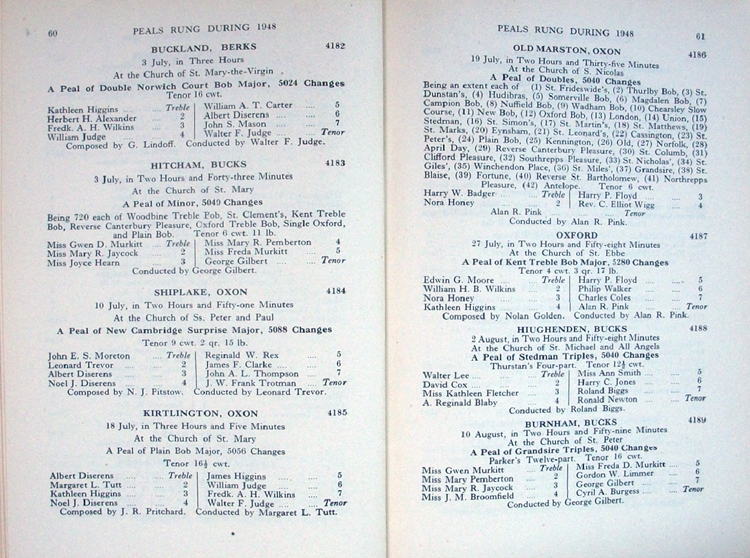 60 PEALS RUNG DURING 1948
BUCKLAND, BERKS 4182
3 July, in Three Hours
At the Church of St. Mary-the-Virgin
A Peal of Double Norwich Court Bob Major, 5024 Changes
Tenor 16 cwt.
Kathleen Higgins .... Treble William A. T. Carter .... 5
Herbert H. Alexander 2 Albert Diserens .... 6
Fredk. A. H. Wilkins .... 3 John S. Mason .... 7
William Judge .... 4 Walter F. Judge .... Tenor
Composed by G. Lindoff. Conducted by Walter F. Judge.
HITCHAM, BUCKS 4183
3 July, in Two Hours and Forty-three Minutes
At the Church of St. Mary
A Peal of Minor, 5040 Changes
Being 720 each of Woodbine Treble Bob, St. Clement's, Kent Treble
Bob, Reverse Canterbury Pleasure, Oxford Treble Bob, Single Oxford,
and Plain Bob. Tenor 6 cwt. 11 lb.
Miss Gwen D. Murkitt .... Treble Miss Mary R. Pemberton 4
Miss Mary R. Jaycock .... 2 Miss Freda Murkitt .... 5
Miss Joyce Hearn .... 3 George Gilbert .... Tenor
Conducted by George Gilbert.
SHIPLAKE, OXON 4184
10 July, in Two Hours and Fifty-one Minutes
At the Church of Ss. Peter and Paul
A Peal of New Cambridge Surprise Major, 5088 Changes
Tenor 9 cwt. 2 qr. 15 lb.
John E. S. Moreton Treble Reginald W. Rex .... 5
Leonard Trevor .... 2 James F. Clarke .... 6
Albert Diserens .... 3 John A. L. Thompson .... 7
Noel J. Diserens .... 4 J. W. Frank Trotman .... Tenor
Composed by N. J. Pitstow. Conducted by Leonard Trevor.
KIRTLINGTON, OXON 4185
18 July, in Three Hours and Five Minutes
At the Church of St. Mary
A Peal of Plain Bob Major, 5056 Changes
Tenor 16½ cwt.
Albert Diserens .... Treble James Higgins .... 5
Margaret L. Tutt .... 2 William Judge .... 6
Kathleen Higgins .... 3 Fredk. A. H. Wilkins .... 7
Noel J. Diserens .... 4 Walter F. Judge .... Tenor
Composed by J. R. Pritchard. Conducted by Margaret L. Tutt.
PEALS RUNG DURING 1948 61
OLD MARSTON, OXON 4186
19 July, in Two Hours and Thirty-five Minutes
At the Church of S. Nicolas
A Peal of Doubles, 5040 Changes
Being an extent each of (1) St. Frideswide's, (2) Thurlby Bob, (3) St.
Dunstan's, (4) Hudibras, (5) Somerville Bob, (6) Magdalen Bob, (7)
Campion Bob, (8) Nuffield Bob, (9) Wadham Bob, (10) Chearsley Slow
Course, (11) New Bob, (12) Oxford Bob, (13) London, (14) Union, (15)
Stedman, (16) St. Simon's, (17) St. Martin's, (18) St. Matthews, (19)
St. Marks, (20) Eynsham, (21) St. Leonard's, (22) Cassington, (23) St.
Peter's, (24) Plain Bob, (25) Kennington, (26) Old, (27) Norfolk, (28)
April Day, (29) Reverse Canterbury Pleasure, (30) St. Columb, (31)
Clifford Pleasure, (32) Southrepps Pleasure, (33) St. Nicholas', (34) St.
Giles', (35) Winchendon Place, (36) St. Miles', (37) Grandsire, (38) St.
Blaise, (39) Fortune, (40) Reverse St. Bartholomew, (41) Northrepps
Pleasure, (42) Antelope. Tenor 6 cwt.
Harry W. Badger .... Treble Harry P. Floyd .... 3
Nora Honey .... 2 Rev. C. Elliot Wigg .... 4
Alan R. Pink .... Tenor
Conducted by Alan R. Pink.
OXFORD 4187
27 July, in Two Hours and Fifty-eight Minutes
At the Church of St. Ebbe
A Peal of Kent Treble Bob Major, 5280 Changes
Tenor 4 cwt. 3 qr. 17 lb.
Edwin G. Moore .... Treble Harry P. Floyd .... 5
William H. B. Wilkins .... 2 Philip Walker .... 6
Nora Honey .... 3 Charles Coles .... 7
Kathleen Higgins .... 4 Alan R. Pink .... Tenor
Composed by Nolan Golden. Conducted by Alan R. Pink.
HIUGHENDEN, BUCKS 4188
2 August, in Two Hours and Fifty-eight Minutes
At the Church of St. Michael and All Angels
A Peal of Stedman Triples, 5040 Changes
Thurstan's Four-part. Tenor 12½ cwt.
Walter Lee .... Treble Miss Ann Smith .... 5
David Cox .... 2 Harry C. Jones .... 6
Miss Kathleen Fletcher 3 Roland Biggs .... 7
A. Reginald Blaby .... 4 Ronald Newton .... Tenor
Conducted by Roland Biggs.
BURNHAM, BUCKS 4189
10 August, in Two Hours and Fifty-nine Minutes
At the Church of St. Peter
A Peal of Grandsire Triples, 5040 Changes
Parker's Twelve-part. Tenor 16 cwt.
Miss Gwen Murkitt .... Treble Miss Freda D. Murkitt .... 5
Miss Mary Pemberton .... 2 Gordon W. Limmer .... 6
Miss Mary R. Jaycock .... 3 George Gilbert .... 7
Miss J. M. Broomfield .... 4 Cyril A. Burgess .... Tenor
Conducted by George Gilbert.